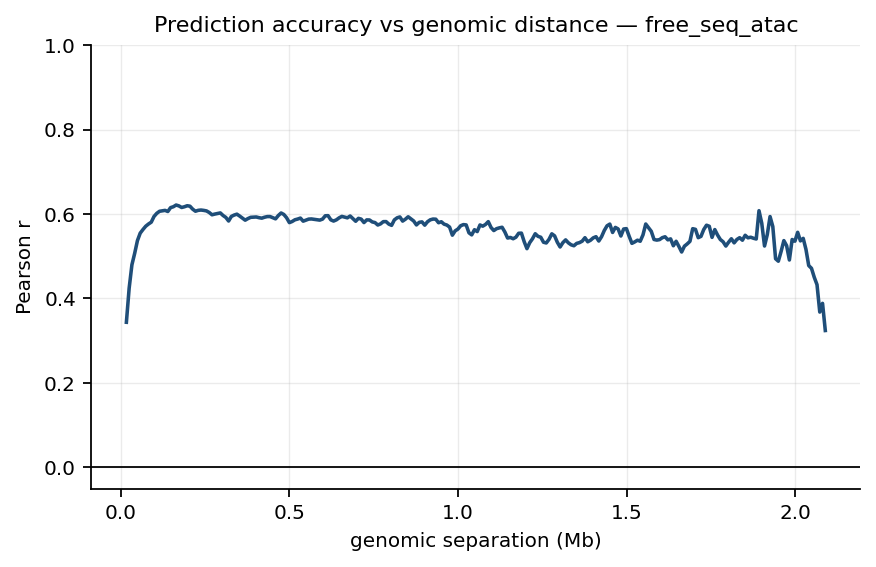 Prediction accuracy vs genomic distance — free_seq_atac
1.0
0.8
0.6
0.4
0.2
0.0
Pearson r
0.0 0.5 1.0 1.5 2.0
genomic separation (Mb)